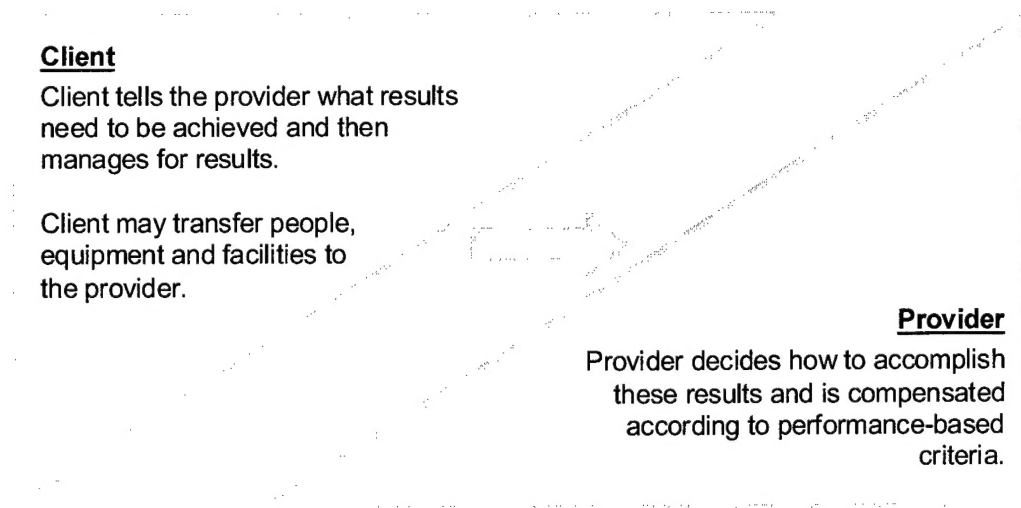 Client
Client tells the provider what results
need to be achieved and then
manages for results.
Client may transfer people,
equipment and facilities to
the provider.
Provider
Provider decides how to accomplish
these results and is compensated
according to performance-based
criteria.